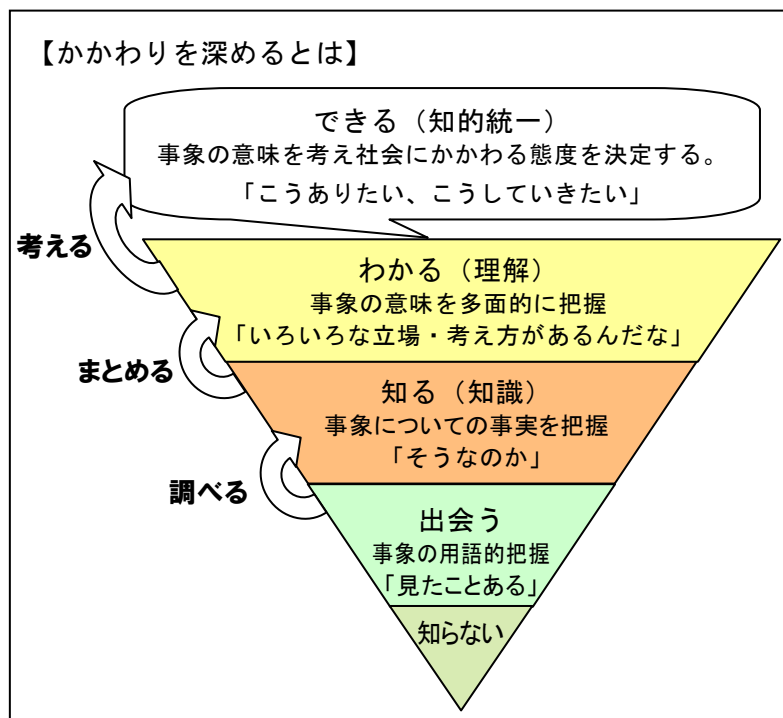 【かかわりを深めるとは】
できる（知的統一）
事象の意味を考え社会にかかわる態度を決定する。
「こうありたい、こうしていきたい」
考える
わかる（理解）
事象の意味を多面的に把握
「いろいろな立場・考え方があるんだな」
まとめる
知る（知識）
事象についての事実を把握
「そうなのか」
調べる
出会う
事象の用語的把握
「見たことある」
知らない